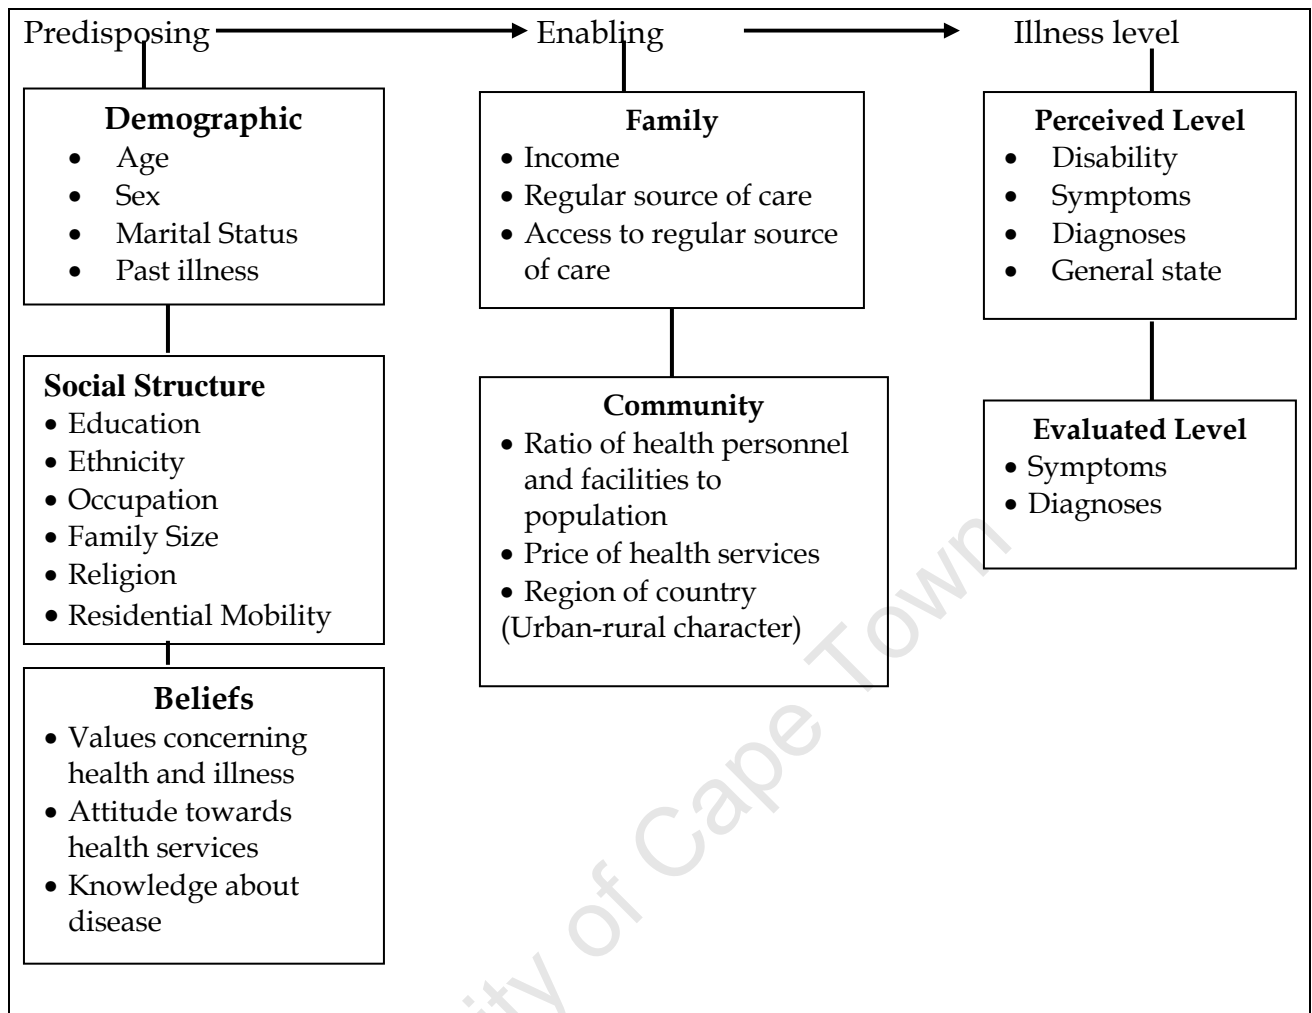 Predisposing
Enabling
Illness level
Demographic
• Age
• Sex
• Marital Status
• Past illness
Social Structure
• Education
• Ethnicity
• Occupation
• Family Size
• Religion
• Residential Mobility
Beliefs
• Values concerning
health and illness
• Attitude towards
health services
• Knowledge about
disease
Family
• Income
• Regular source of care
• Access to regular source
of care
Community
• Ratio of health personnel
and facilities to
population
• Price of health services
• Region of country
(Urban-rural character)
Perceived Level
• Disability
• Symptoms
• Diagnoses
• General state
Evaluated Level
• Symptoms
• Diagnoses
ity of Cape Town